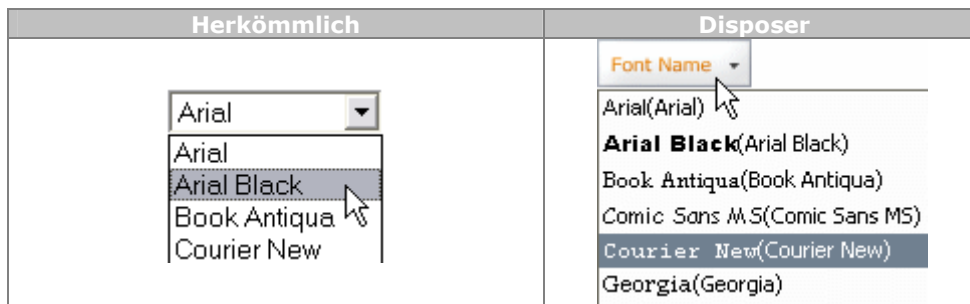 Herkömmlich
Disposer
Arial
Arial
Arial Black
Book Antiqua
Courier New
Font Name
Arial(Arial)
Arial Black(Arial Black)
Book Antiqua(Book Antiqua)
Comic Sans MS(Comic Sans MS)
Courier New(Courier New)
Georgia(Georgia)